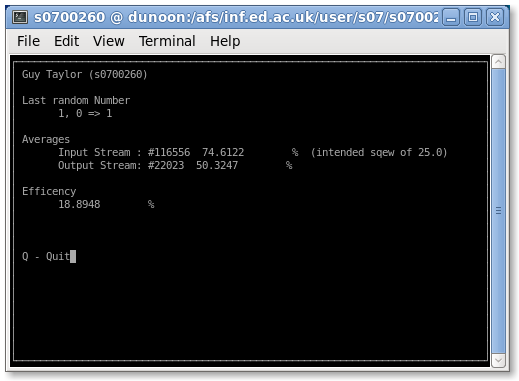 s0700260 @ dunoon:/afs/inf.ed.ac.uk/user/s07/s07002
File Edit View Terminal Help
Guy Taylor (s0700260)
Last random Number
1, 0 => 1
Averages
Input Stream : #116556 74.6122 % (intended sqew of 25.0)
Output Stream: #22023 50.3247 %
Efficency
18.8948 %
Q - Quit